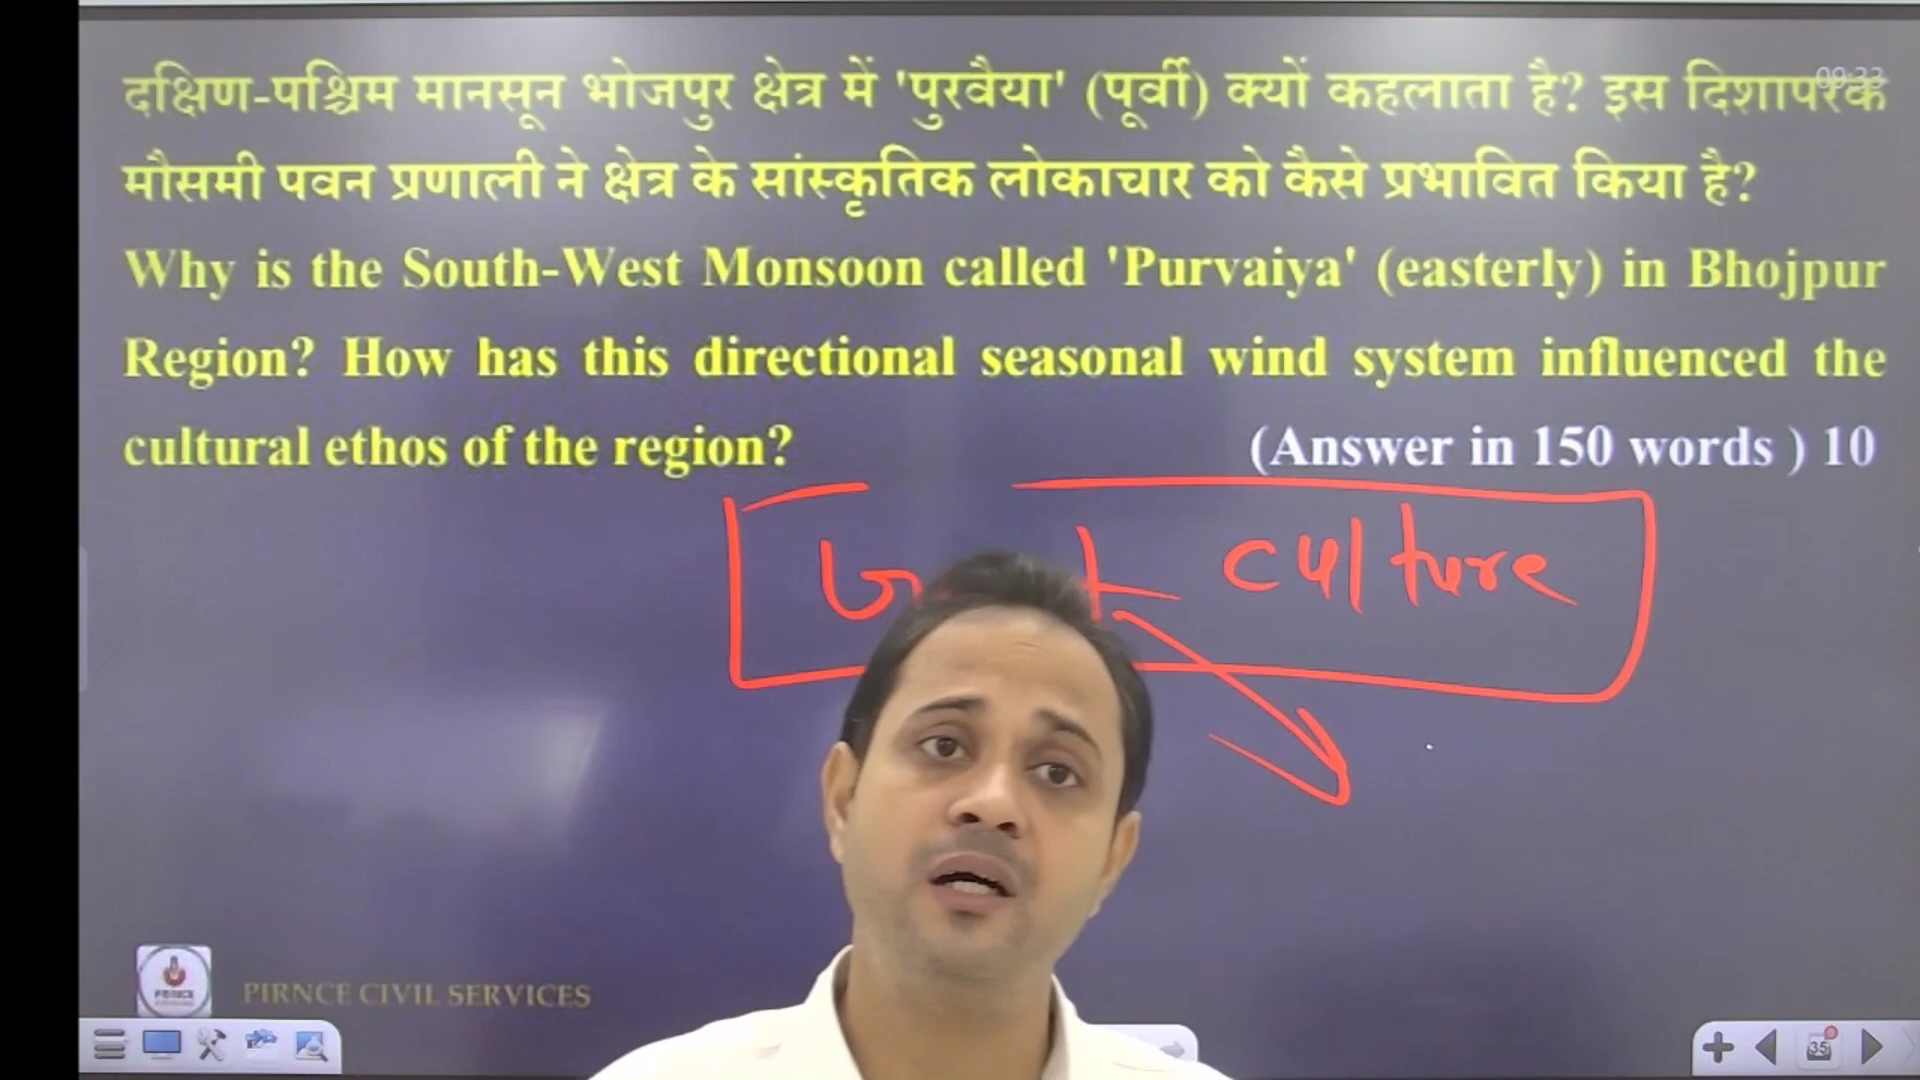 दक्षिण-पश्चिम मानसून भोजपुर क्षेत्र में 'पुरवैया' (पूर्वी) क्यों कहलाता है? इस दिशापरक
09:33
मौसमी पवन प्रणाली ने क्षेत्र के सांस्कृतिक लोकाचार को कैसे प्रभावित किया है?
Why is the South-West Monsoon called 'Purvaiya' (easterly) in Bhojpur
Region? How has this directional seasonal wind system influenced the
cultural ethos of the region? (Answer in 150 words ) 10
culture
PIRNCE CIVIL SERVICES
35